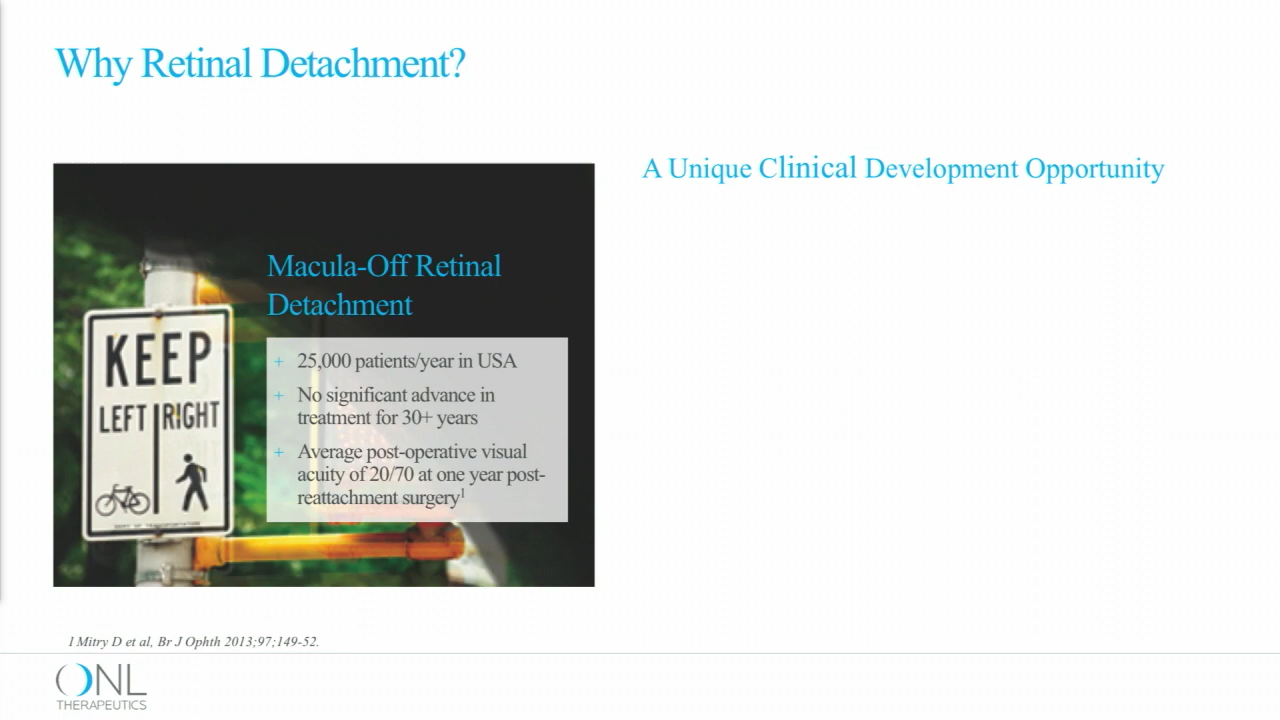 Why Retinal Detachment?
A Unique Clinical Development Opportunity
Macula-Off Retinal
Detachment
+ 25,000 patients/year in USA
+ No significant advance in
treatment for 30+ years
+ Average post-operative visual
acuity of 20/70 at one year post-
reattachment surgery1
KEEP
LEFT RIGHT
1 Mitry D et al, Br J Ophth 2013;97;149-52.
ONL
THERAPEUTICS